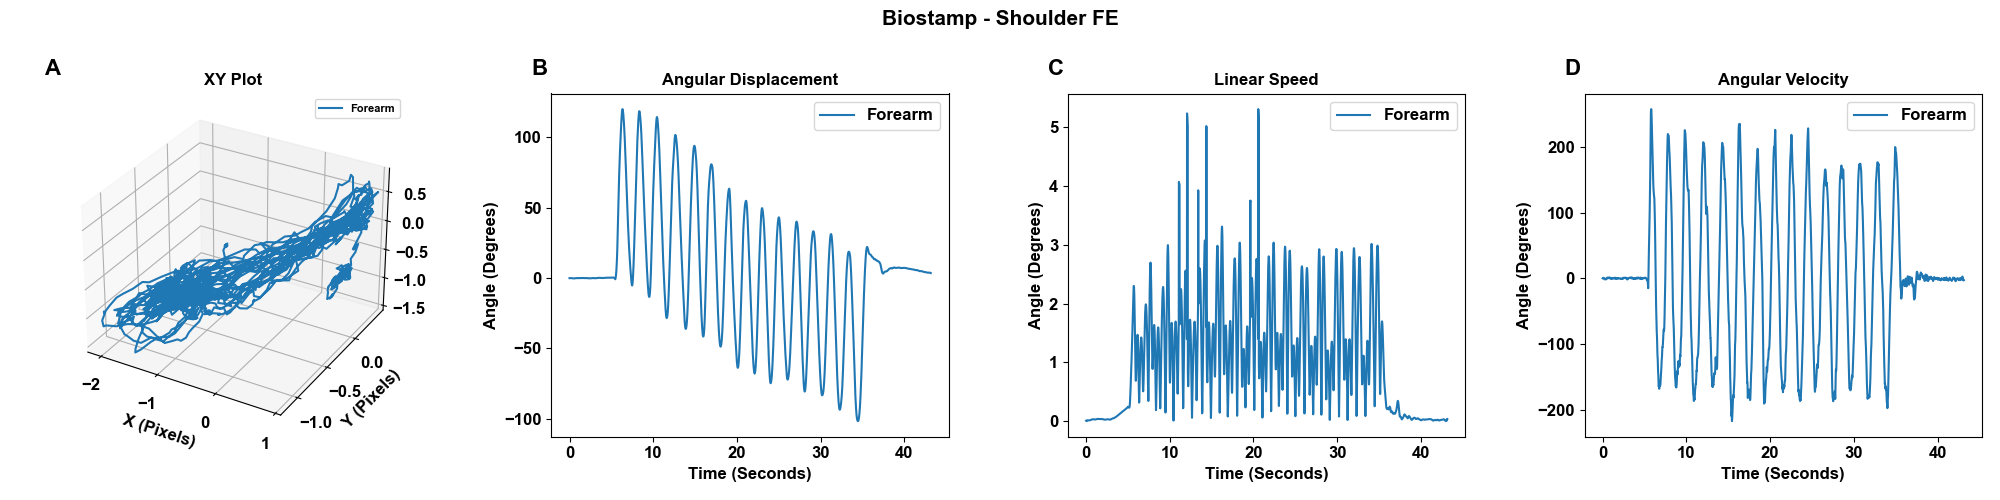 Biostamp - Shoulder FE
A
XY Plot
Forearm
0.5
0.0
−0.5
−1.0
−1.5
−2
−1
0
1
X (Pixels)
−1.0
−0.5
0.0
Y (Pixels)
B
Angular Displacement
Forearm
100
50
0
−50
−100
Angle (Degrees)
0
10
20
30
40
Time (Seconds)
C
Linear Speed
Forearm
5
4
3
2
1
0
Angle (Degrees)
0
10
20
30
40
Time (Seconds)
D
Angular Velocity
Forearm
200
100
0
−100
−200
Angle (Degrees)
0
10
20
30
40
Time (Seconds)